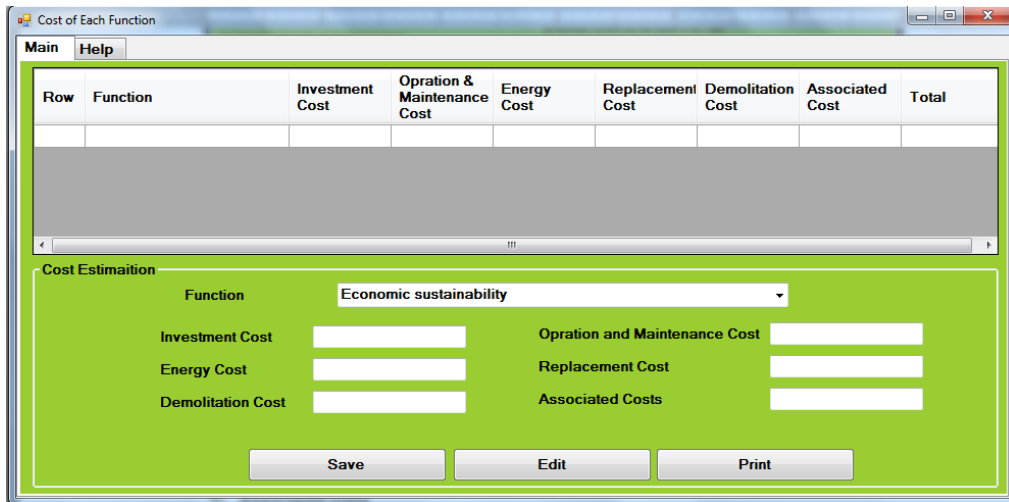 Cost of Each Function
Main Help
Row Function Investment Cost Opration & Maintenance Cost Energy Cost Replacement Cost Demolitation Cost Associated Cost Total
Cost Estimaition
Function Economic sustainability
Investment Cost Opration and Maintenance Cost
Energy Cost Replacement Cost
Demolitation Cost Associated Costs
Save Edit Print